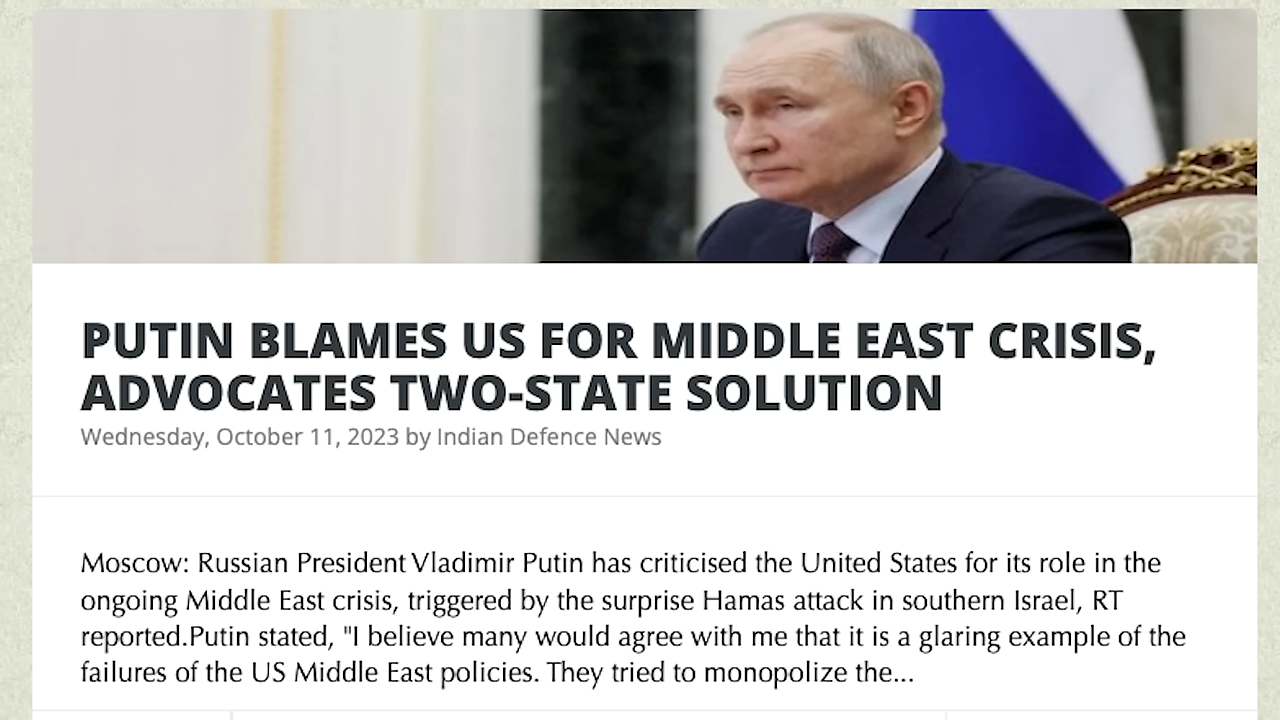 PUTIN BLAMES US FOR MIDDLE EAST CRISIS,
ADVOCATES TWO-STATE SOLUTION
Wednesday, October 11, 2023 by Indian Defence News
Moscow: Russian President Vladimir Putin has criticised the United States for its role in the
ongoing Middle East crisis, triggered by the surprise Hamas attack in southern Israel, RT
reported.Putin stated, "I believe many would agree with me that it is a glaring example of the
failures of the US Middle East policies. They tried to monopolize the...